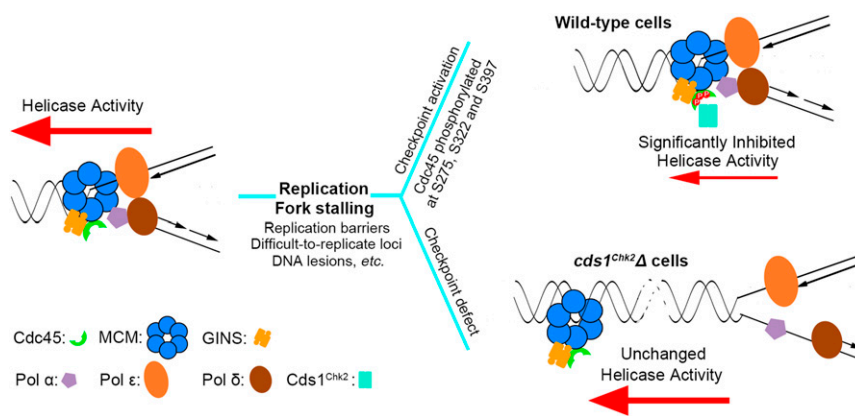 Helicase Activity
Replication
Fork stalling
Replication barriers
Difficult-to-replicate loci
DNA lesions, etc.
Checkpoint activation
Cdc45 phosphorylated
at S275, S322 and S397
Checkpoint defect
Wild-type cells
P P
P
Significantly Inhibited
Helicase Activity
cds1Chk2Δ cells
Unchanged
Helicase Activity
Cdc45: MCM: GINS:
Pol α: Pol ε: Pol δ: Cds1Chk2: